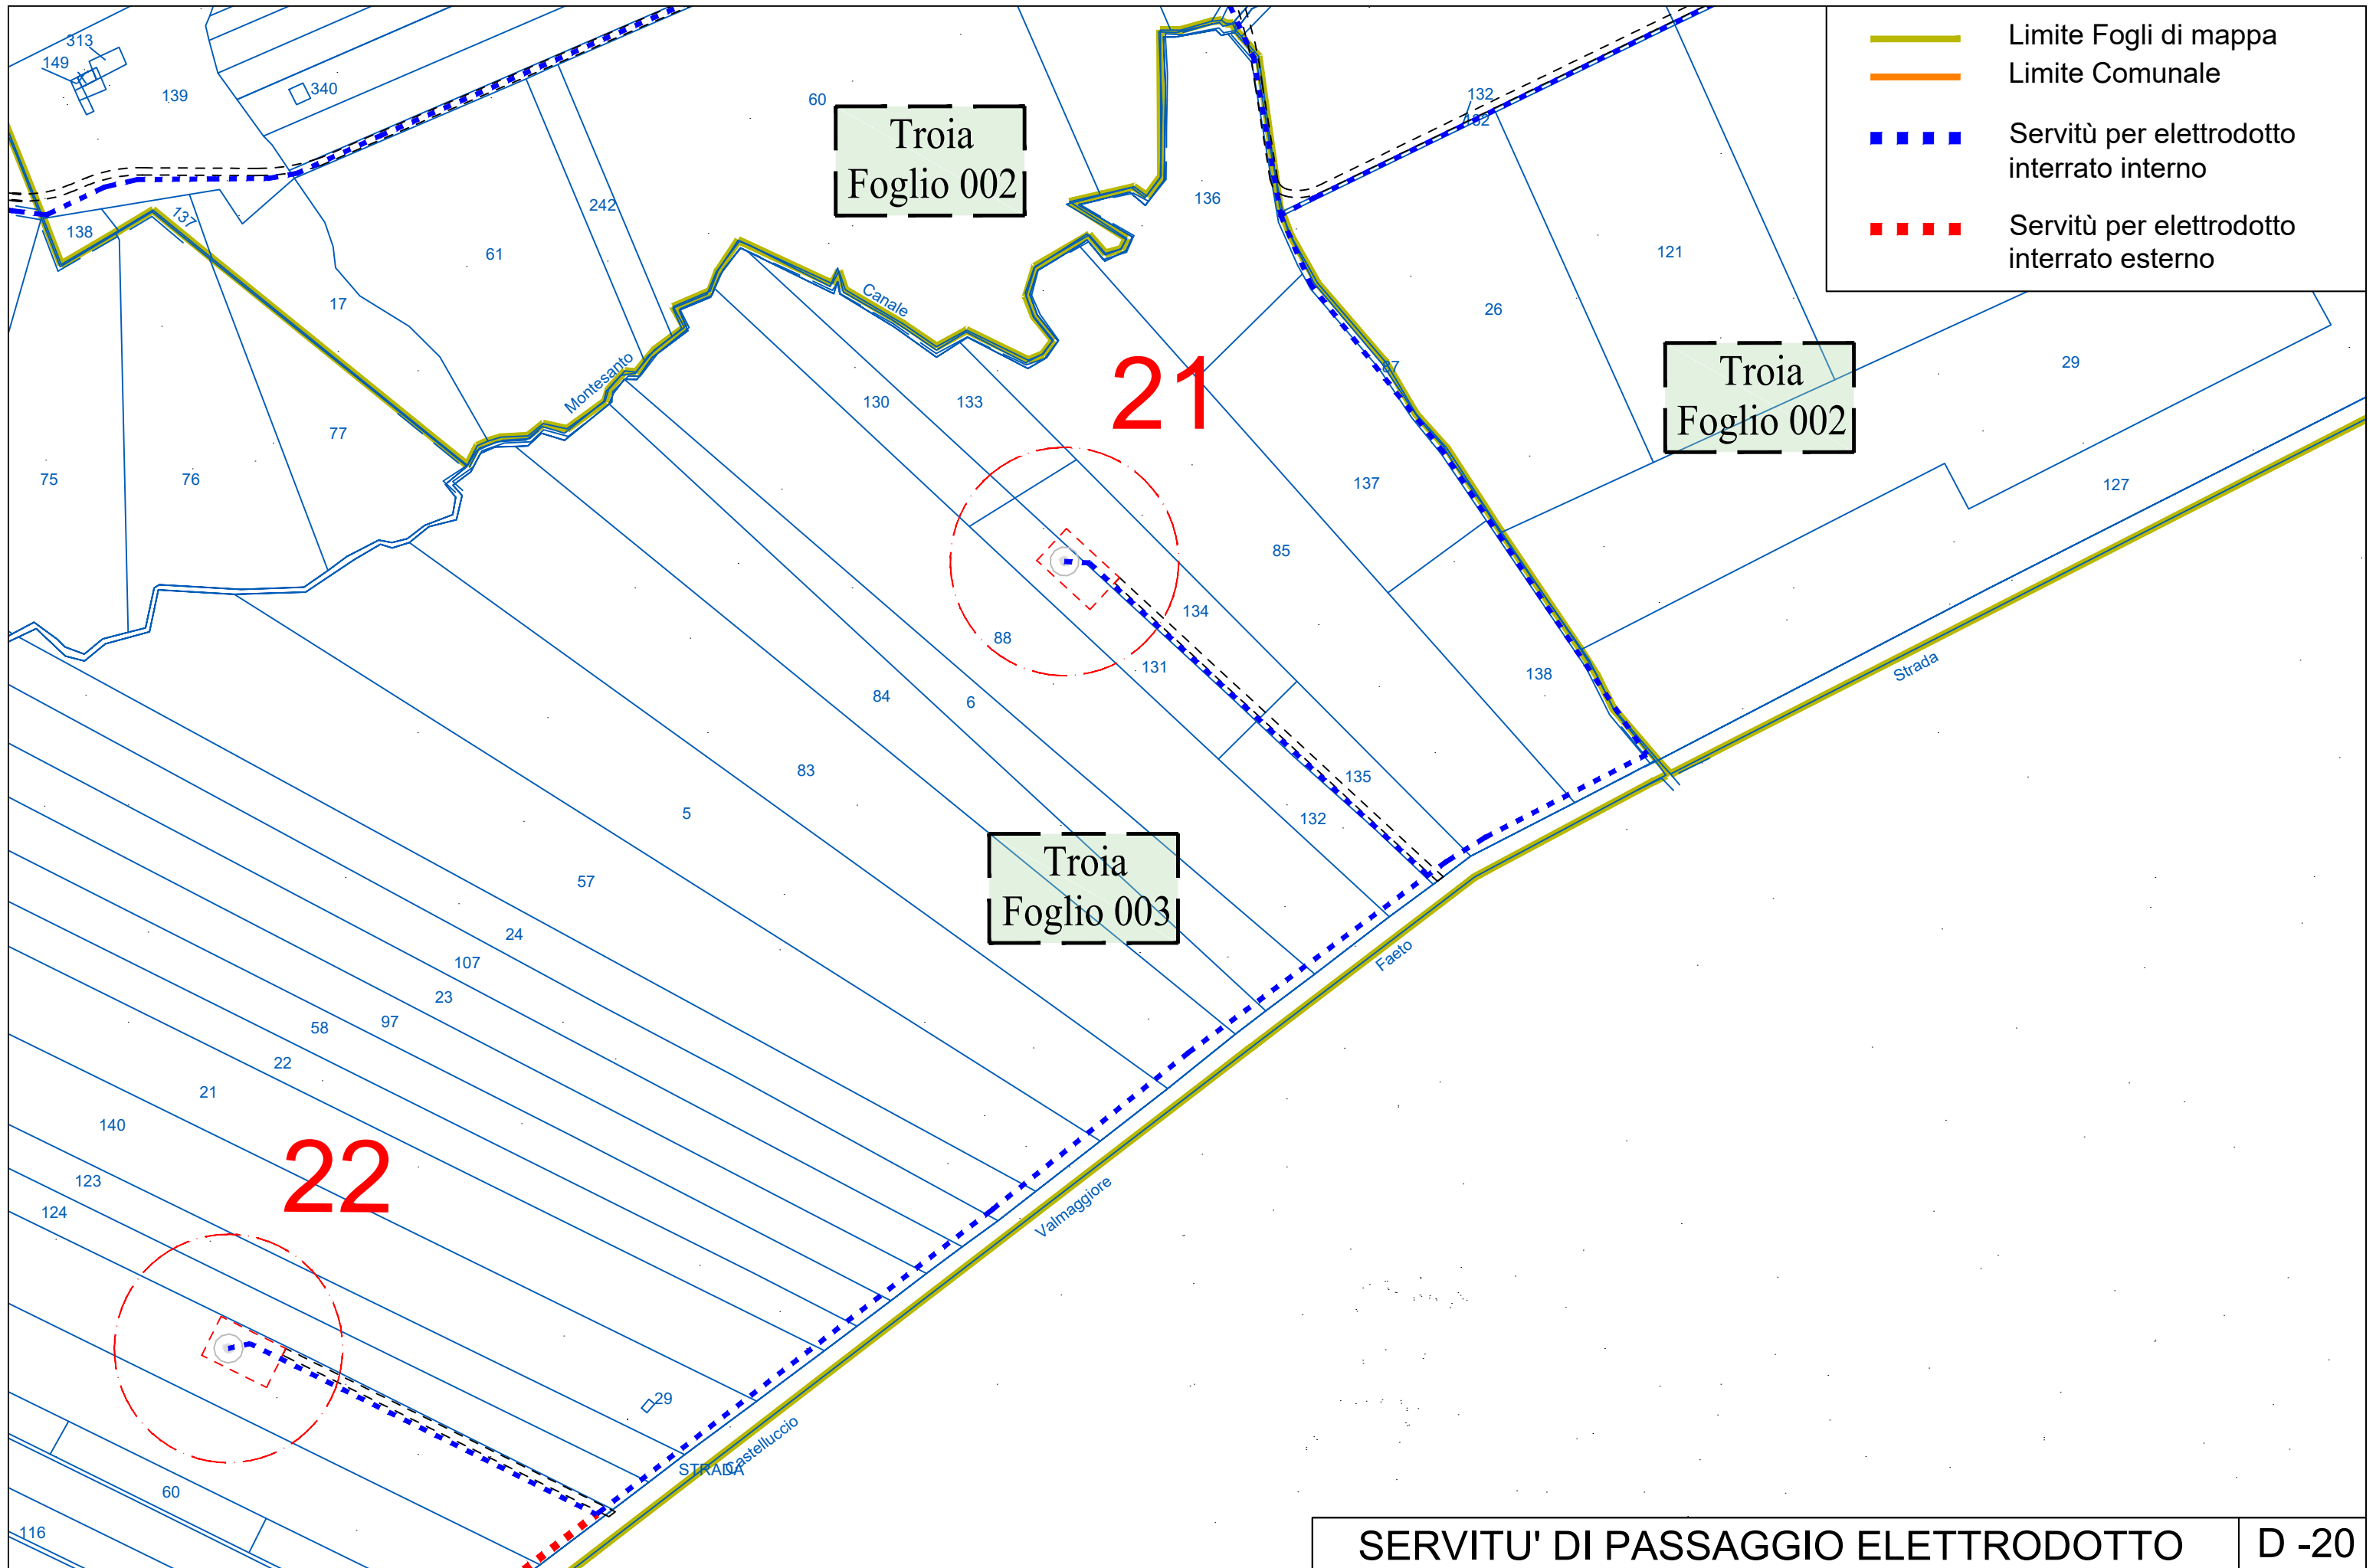 Limite Fogli di mappa
Limite Comunale
Servitù per elettrodotto
interrato interno
Servitù per elettrodotto
interrato esterno
313
149
139
340
60
132
Troia
Foglio 002
136
121
242
137
138
61
17
26
Canale
Montesanto
87
29
Troia
Foglio 002
21
130
133
77
75
76
137
127
85
134
88
131
138
Strada
84
6
83
135
5
132
Troia
Foglio 003
57
24
107
23
97
58
22
21
140
123
124
22
Faeto
Valmaggiore
29
Castelluccio
STRADA
60
116
SERVITU' DI PASSAGGIO ELETTRODOTTO
D -20